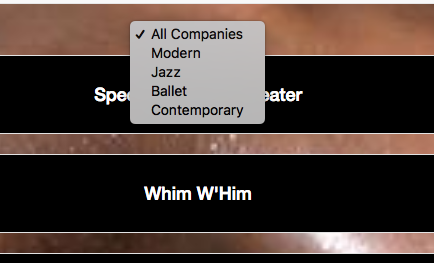 ✓ All Companies
Modern
Jazz
Ballet
Contemporary
Whim W'Him